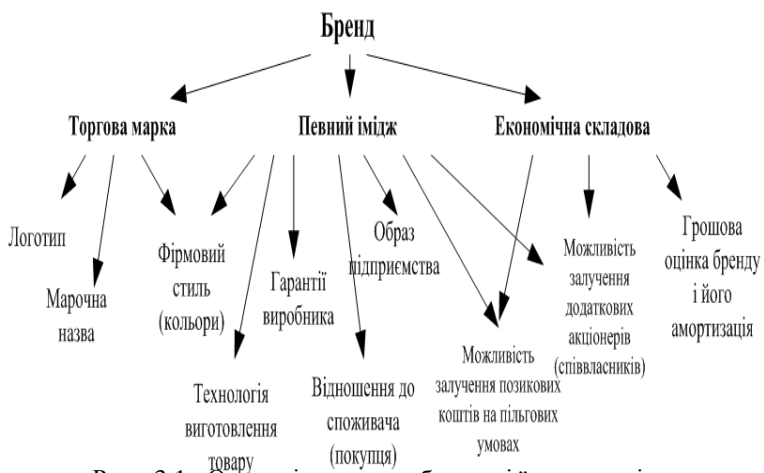 Бренд
Торгова марка
Певний імідж
Економічна складова
Логотип
Марочна
назва
Фірмовий
стиль
(кольори)
Технологія
виготовлення
товару
Гарантії
виробника
Відношення до
споживача
(покупця)
Образ
підприємства
Можливість
залучення позикових
коштів на пільгових
умовах
Можливість
залучення
додаткових
акціонерів
(співвласників)
Грошова
оцінка бренду
і його
амортизація